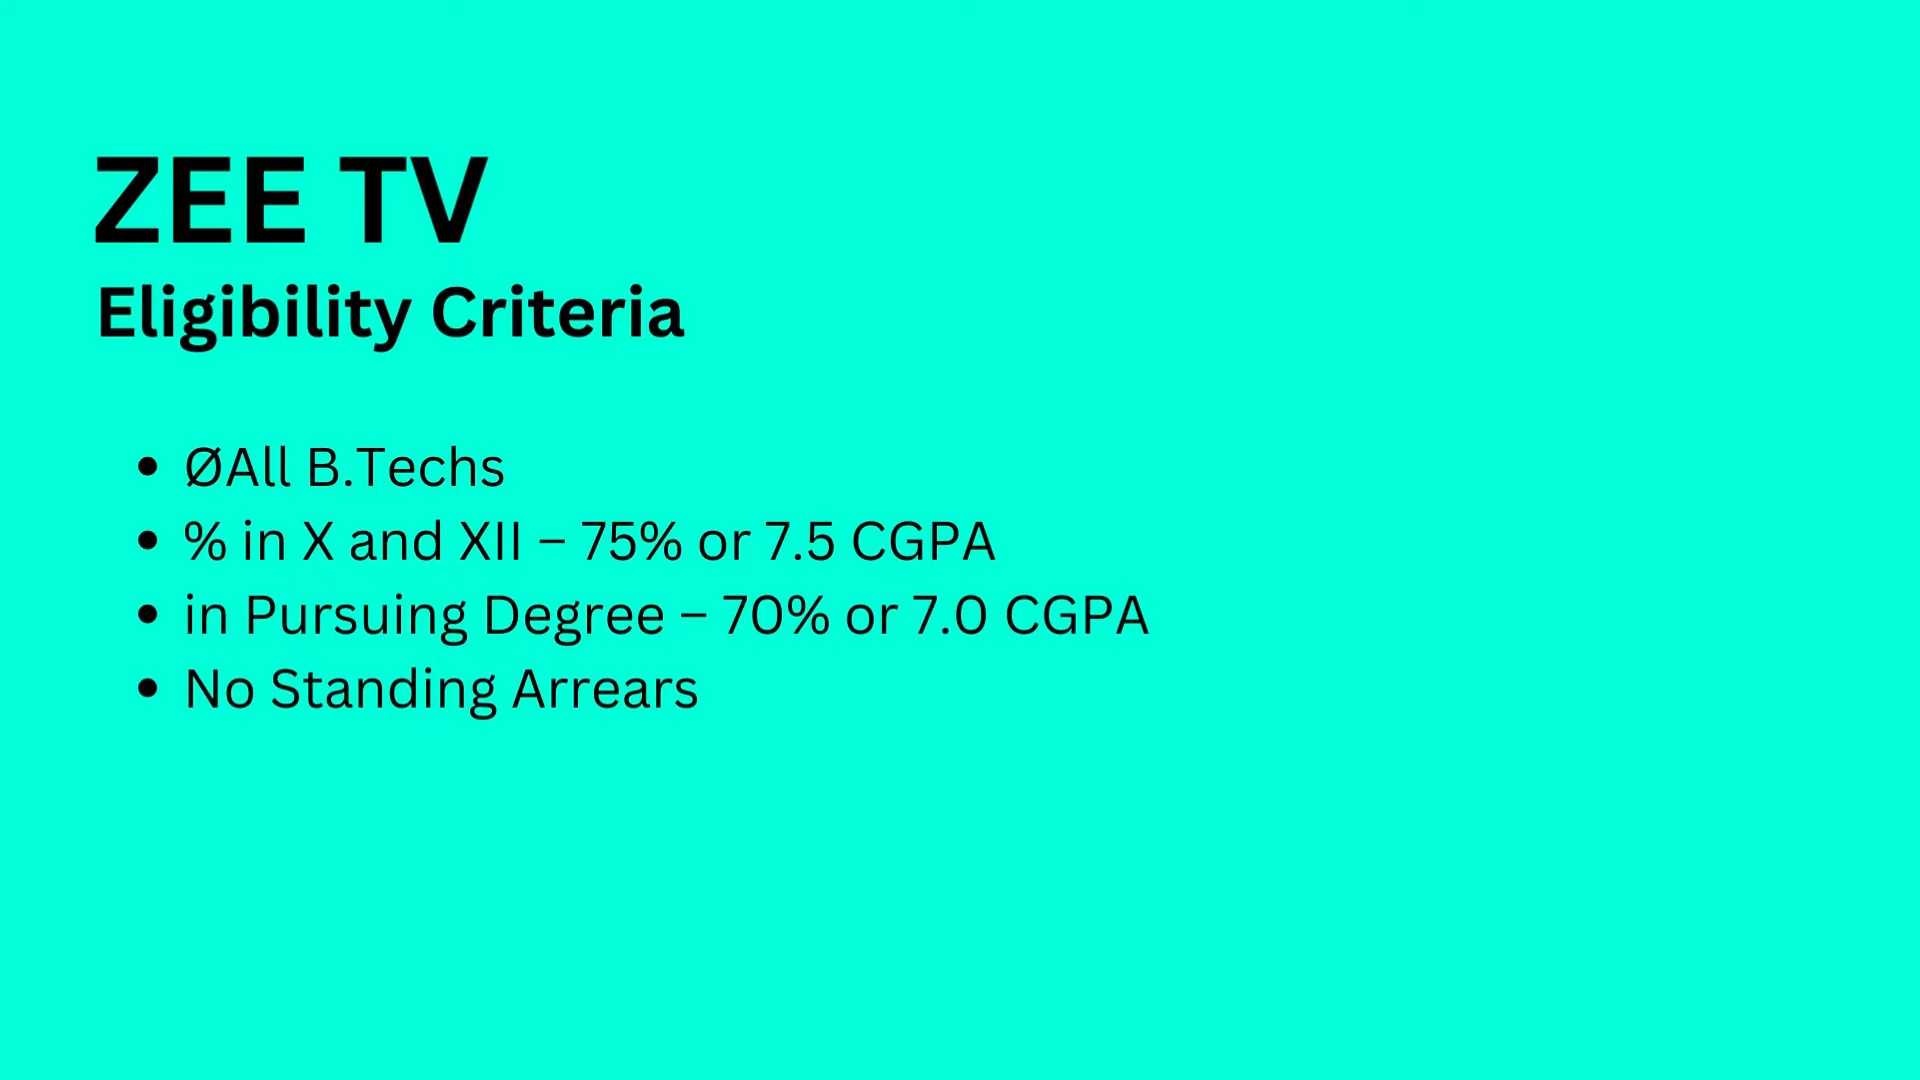 ZEE TV
Eligibility Criteria
• ØAll B.Techs
• % in X and XII – 75% or 7.5 CGPA
• in Pursuing Degree – 70% or 7.0 CGPA
• No Standing Arrears